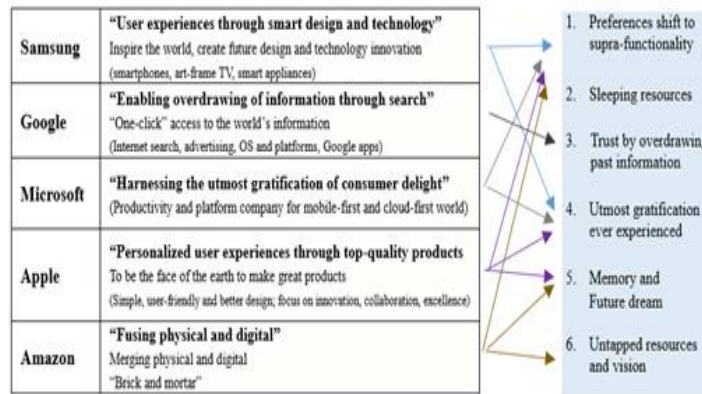 Samsung
“User experiences through smart design and technology”
Inspire the world, create future design and technology innovation
(smartphones, art-frame TV, smart appliances)
Google
“Enabling overdrawing of information through search”
“One-click” access to the world´s information
(Internet search, advertising, OS and platforms, Google apps)
Microsoft
“Harnessing the utmost gratification of consumer delight”
(Productivity and platform company for mobile-first and cloud-first world)
Apple
“Personalized user experiences through top-quality products
To be the face of the earth to make great products
(Simple, user-friendly and better design; focus on innovation, collaboration, excellence)
Amazon
“Fusing physical and digital”
Merging physical and digital
“Brick and mortar”
1. Preferences shift to
supra-functionality
2. Sleeping resources
3. Trust by overdrawin
past information
4. Utmost gratification
ever experienced
5. Memory and
Future dream
6. Untapped resources
and vision